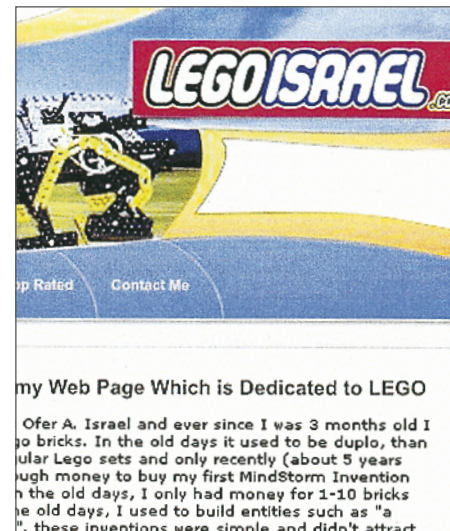 LEGOISRAEL
op Rated Contact Me
my Web Page Which is Dedicated to LEGO
Ofer A. Israel and ever since I was 3 months old I
go bricks. In the old days it used to be duplo, than
ular Lego sets and only recently (about 5 years
ough money to buy my first MindStorm Invention
n the old days, I only had money for 1-10 bricks
he old days, I used to build entities such as "a
", these inventions were simple and didn't attract